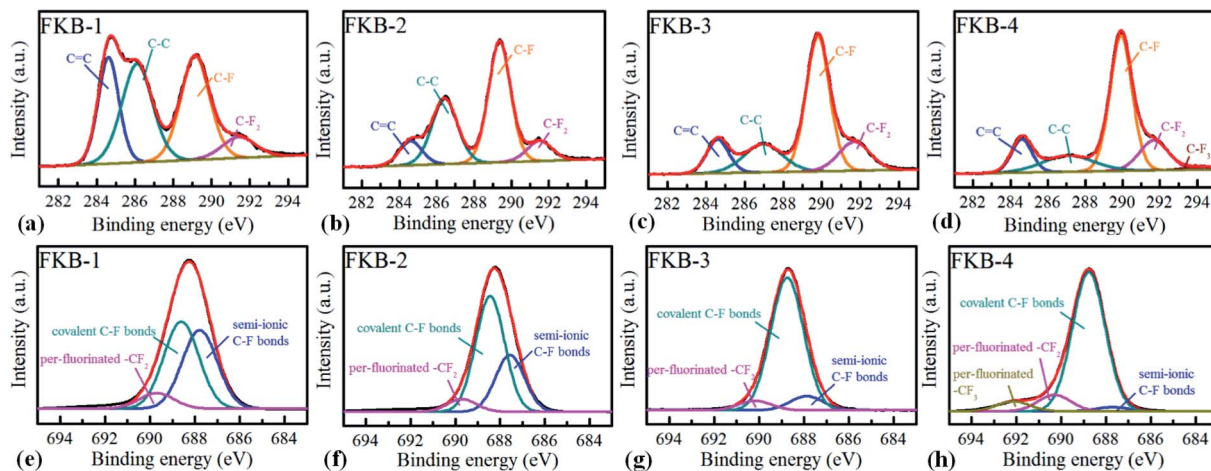 FKB-1
Intensity (a.u.)
C=C
C-C
C-F
C-F₂
282 284 286 288 290 292 294
Binding energy (eV)
(a)
FKB-2
Intensity (a.u.)
C=C
C-C
C-F
C-F₂
282 284 286 288 290 292 294
Binding energy (eV)
(b)
FKB-3
Intensity (a.u.)
C=C
C-C
C-F
C-F₂
282 284 286 288 290 292 294
Binding energy (eV)
(c)
FKB-4
Intensity (a.u.)
C=C
C-C
C-F
C-F₂
C-F₃
282 284 286 288 290 292 294
Binding energy (eV)
(d)
FKB-1
Intensity (a.u.)
covalent C-F bonds
per-fluorinated -CF₂
semi-ionic
C-F bonds
694 692 690 688 686 684
Binding energy (eV)
(e)
FKB-2
Intensity (a.u.)
covalent C-F bonds
per-fluorinated -CF₂
semi-ionic
C-F bonds
694 692 690 688 686 684
Binding energy (eV)
(f)
FKB-3
Intensity (a.u.)
covalent C-F bonds
per-fluorinated -CF₂
semi-ionic
C-F bonds
694 692 690 688 686 684
Binding energy (eV)
(g)
FKB-4
Intensity (a.u.)
covalent C-F bonds
per-fluorinated -CF₂
per-fluorinated
-CF₃
semi-ionic
C-F bonds
694 692 690 688 686 684
Binding energy (eV)
(h)